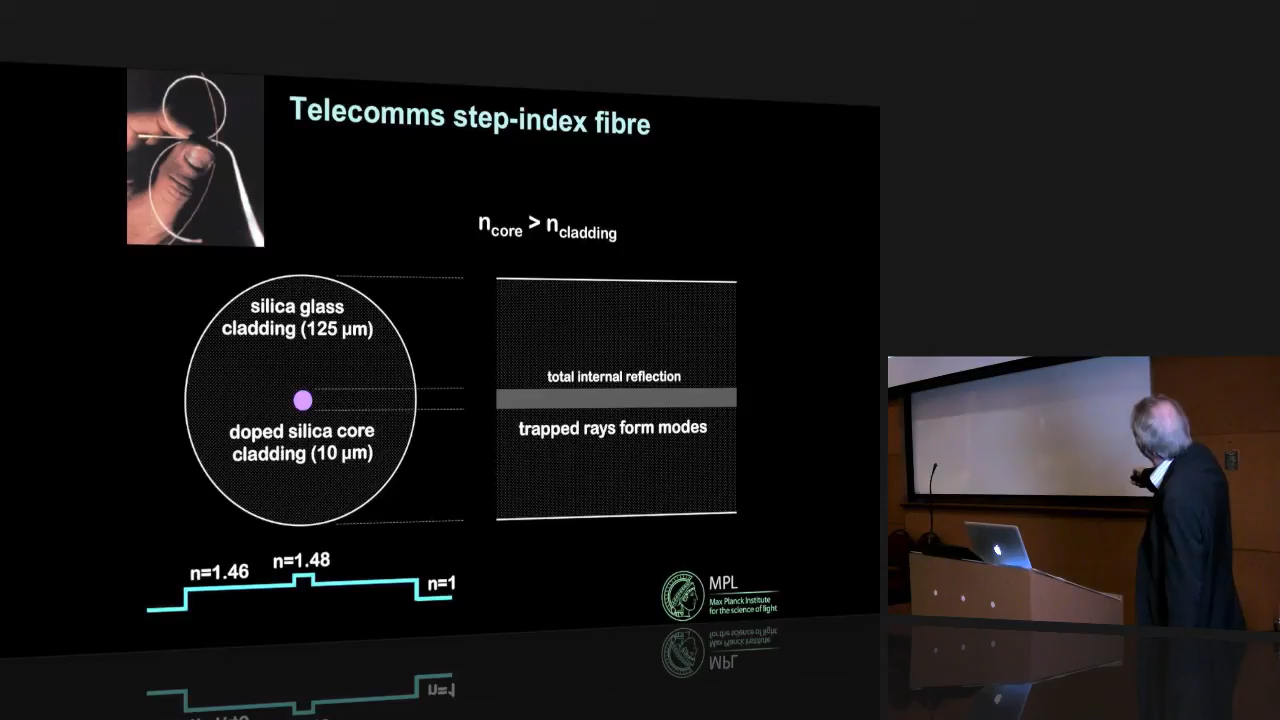 Telecomms step-index fibre
ncore > ncladding
silica glass
cladding (125 µm)
doped silica core
cladding (10 µm)
total internal reflection
trapped rays form modes
n=1.46
n=1.48
n=1
MPL
Max Planck Institute
for the science of light